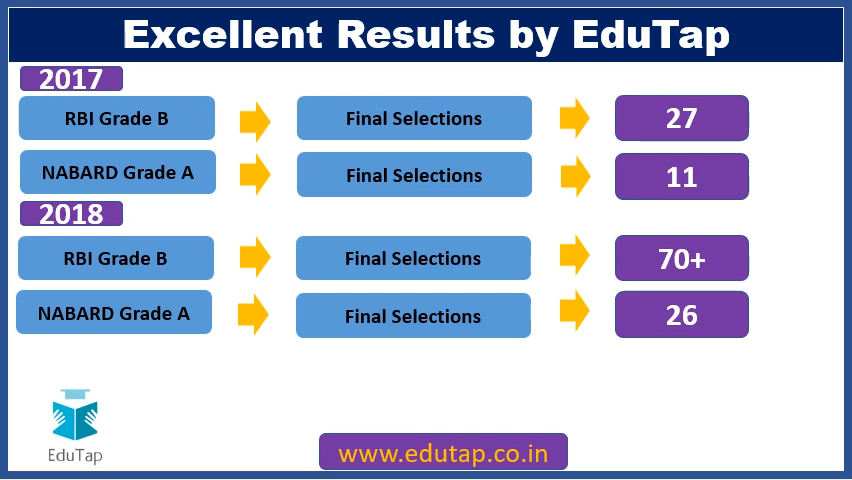 Excellent Results by EduTap
2017
RBI Grade B Final Selections 27
NABARD Grade A Final Selections 11
2018
RBI Grade B Final Selections 70+
NABARD Grade A Final Selections 26
EduTap
www.edutap.co.in